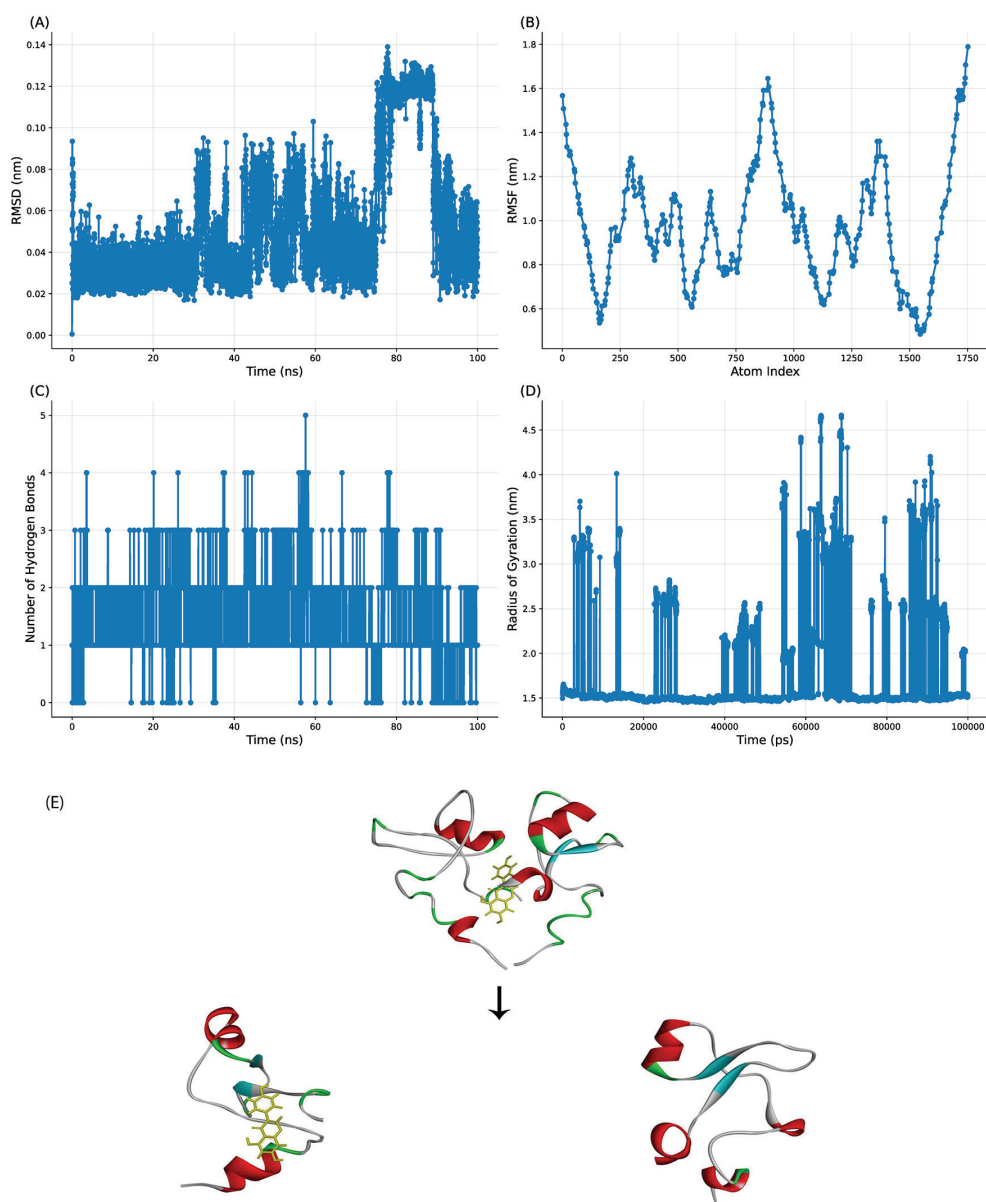 (A)
0.14
0.12
0.10
0.08
0.06
0.04
0.02
0.00
RMSD (nm)
0 20 40 60 80 100
Time (ns)
(B)
1.8
1.6
1.4
1.2
1.0
0.8
0.6
RMSF (nm)
0 250 500 750 1000 1250 1500 1750
Atom Index
(C)
5
4
3
2
1
0
Number of Hydrogen Bonds
0 20 40 60 80 100
Time (ns)
(D)
4.5
4.0
3.5
3.0
2.5
2.0
1.5
Radius of Gyration (nm)
0 20000 40000 60000 80000 100000
Time (ps)
(E)